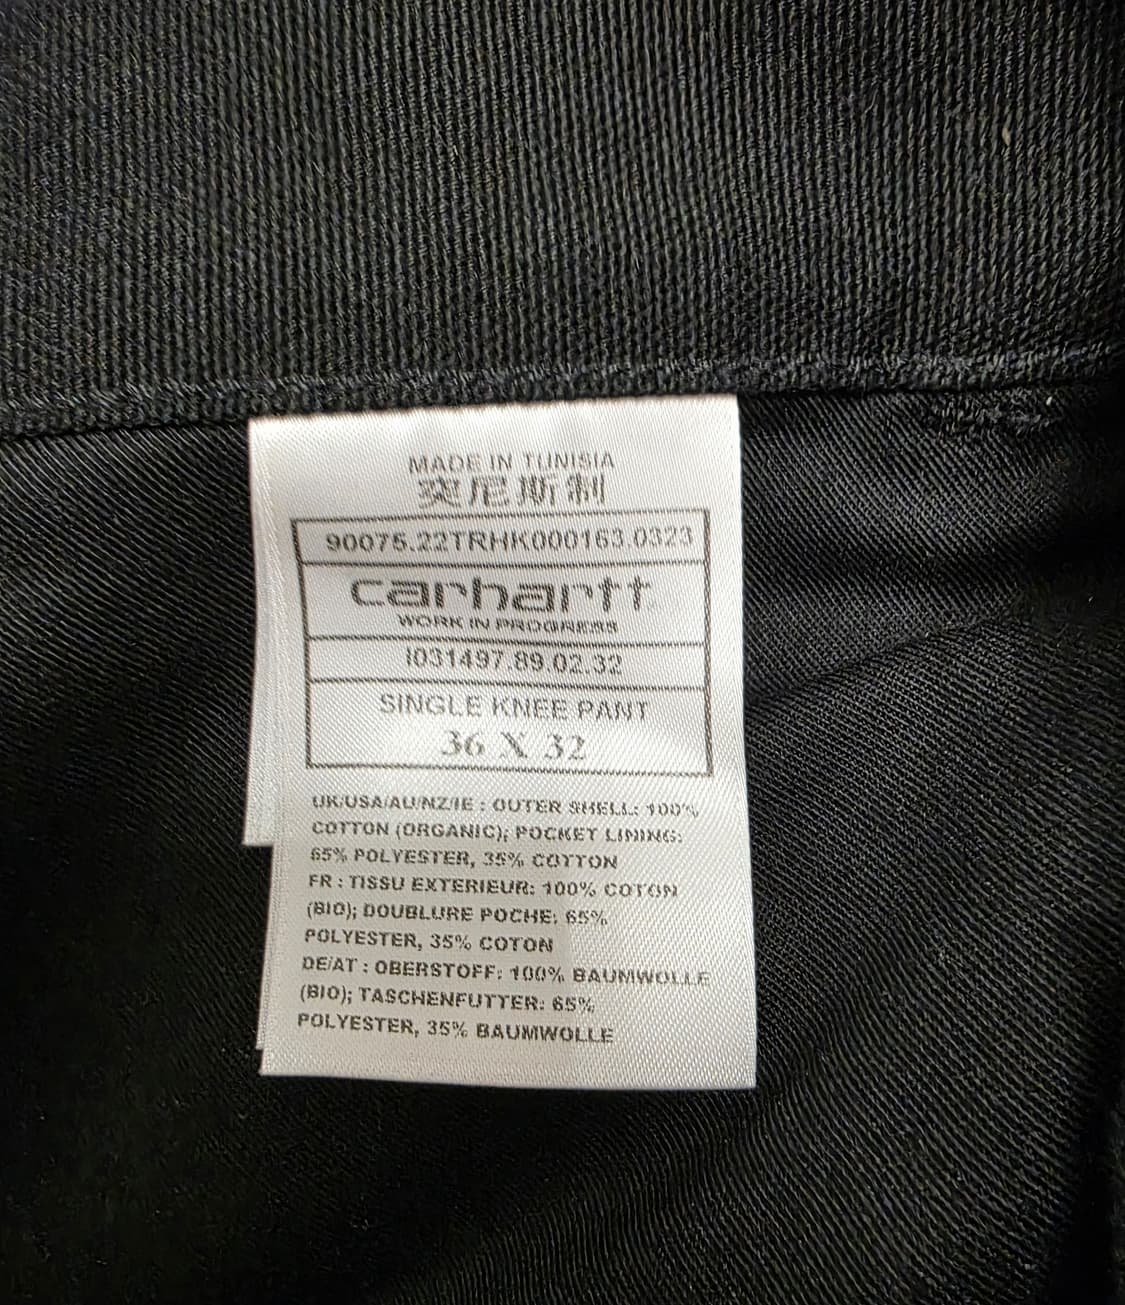 MADE IN TUNISIA
突尼斯制
90075.22TRHK000163.0323
carhartt
WORK IN PROGRESS
I031497.89.02.32
SINGLE KNEE PANT
36 X 32
UK/USA/AU/NZ/IE : OUTER SHELL: 100%
COTTON (ORGANIC); POCKET LINING:
65% POLYESTER, 35% COTTON
FR : TISSU EXTERIEUR: 100% COTON
(BIO); DOUBLURE POCHE: 65%
POLYESTER, 35% COTON
DE/AT : OBERSTOFF: 100% BAUMWOLLE
(BIO); TASCHENFUTTER: 65%
POLYESTER, 35% BAUMWOLLE